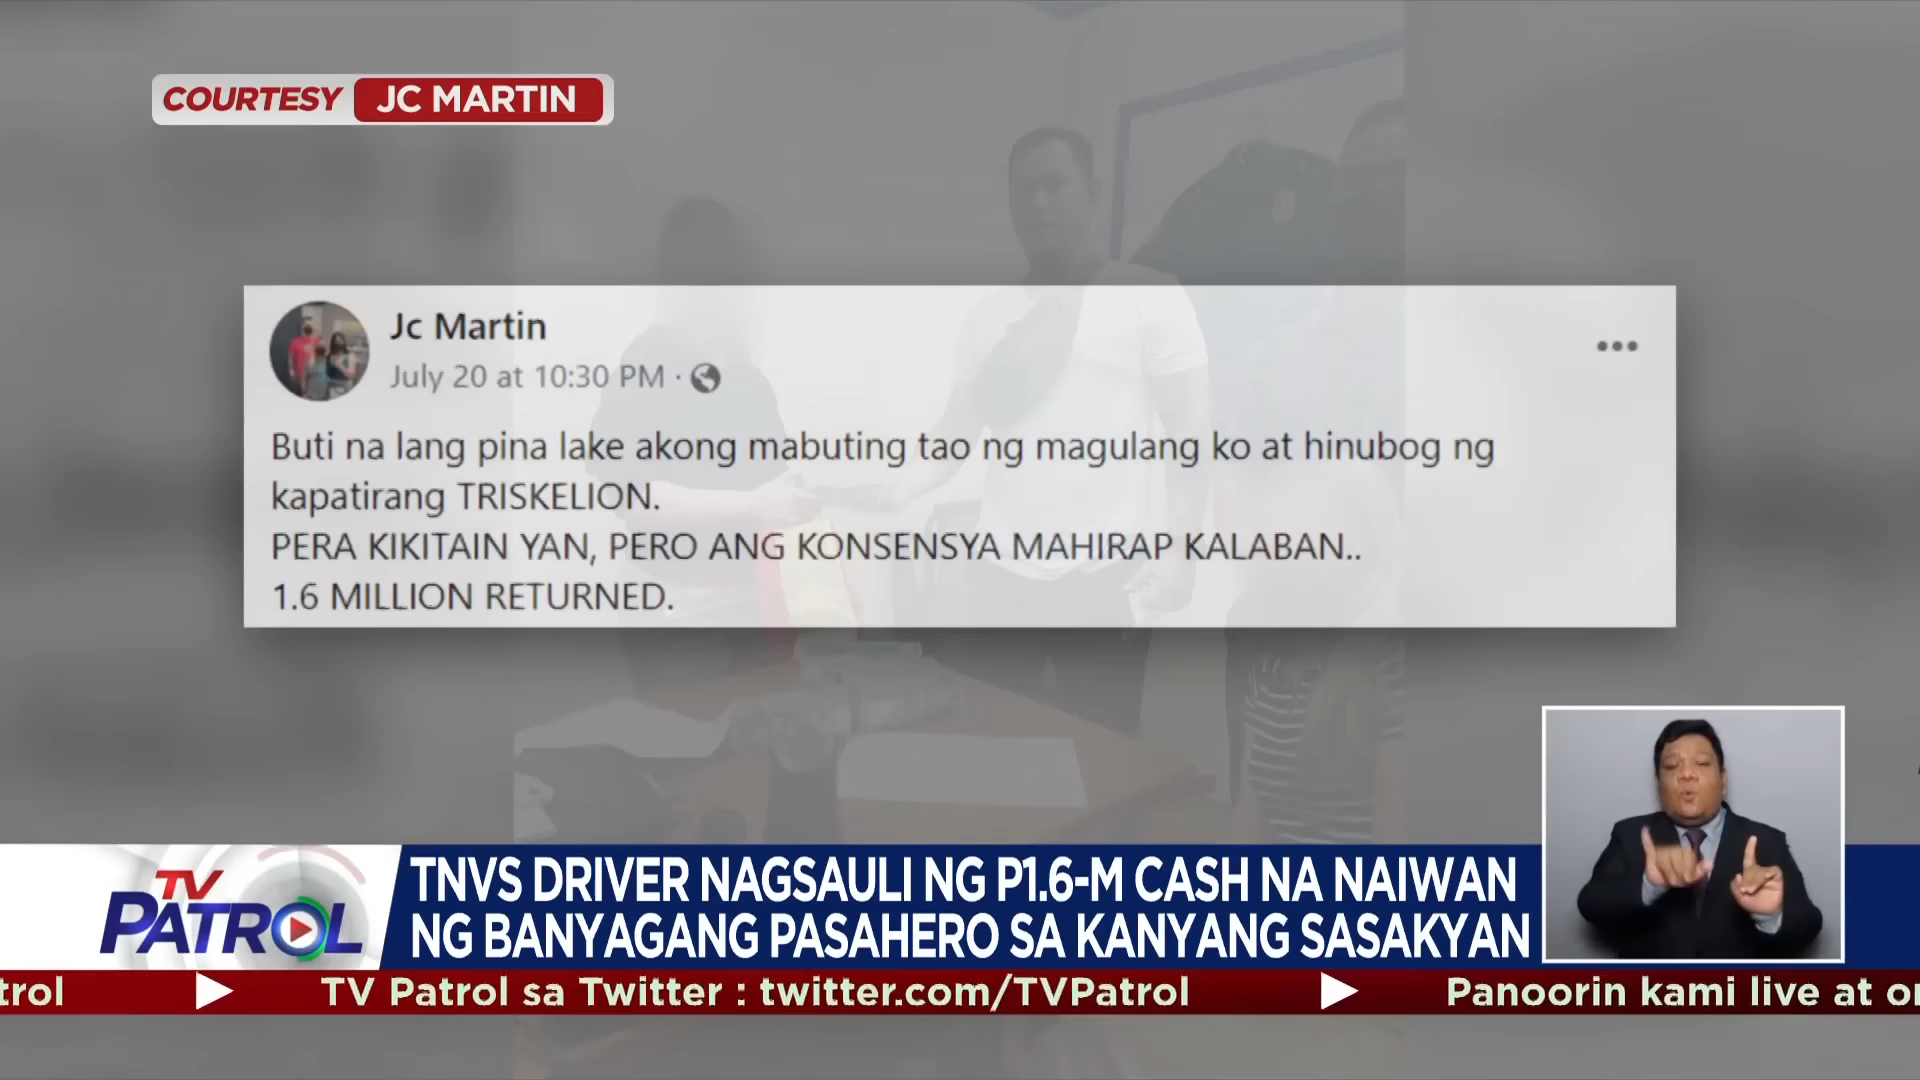 COURTESY JC MARTIN
Jc Martin
July 20 at 10:30 PM ·
Buti na lang pina lake akong mabuting tao ng magulang ko at hinubog ng
kapatirang TRISKELION.
PERA KIKITAIN YAN, PERO ANG KONSENSYA MAHIRAP KALABAN..
1.6 MILLION RETURNED.
TV PATROL
TNVS DRIVER NAGSAULI NG P1.6-M CASH NA NAIWAN
NG BANYAGANG PASAHERO SA KANYANG SASAKYAN
trol TV Patrol sa Twitter : twitter.com/TVPatrol Panoorin kami live at